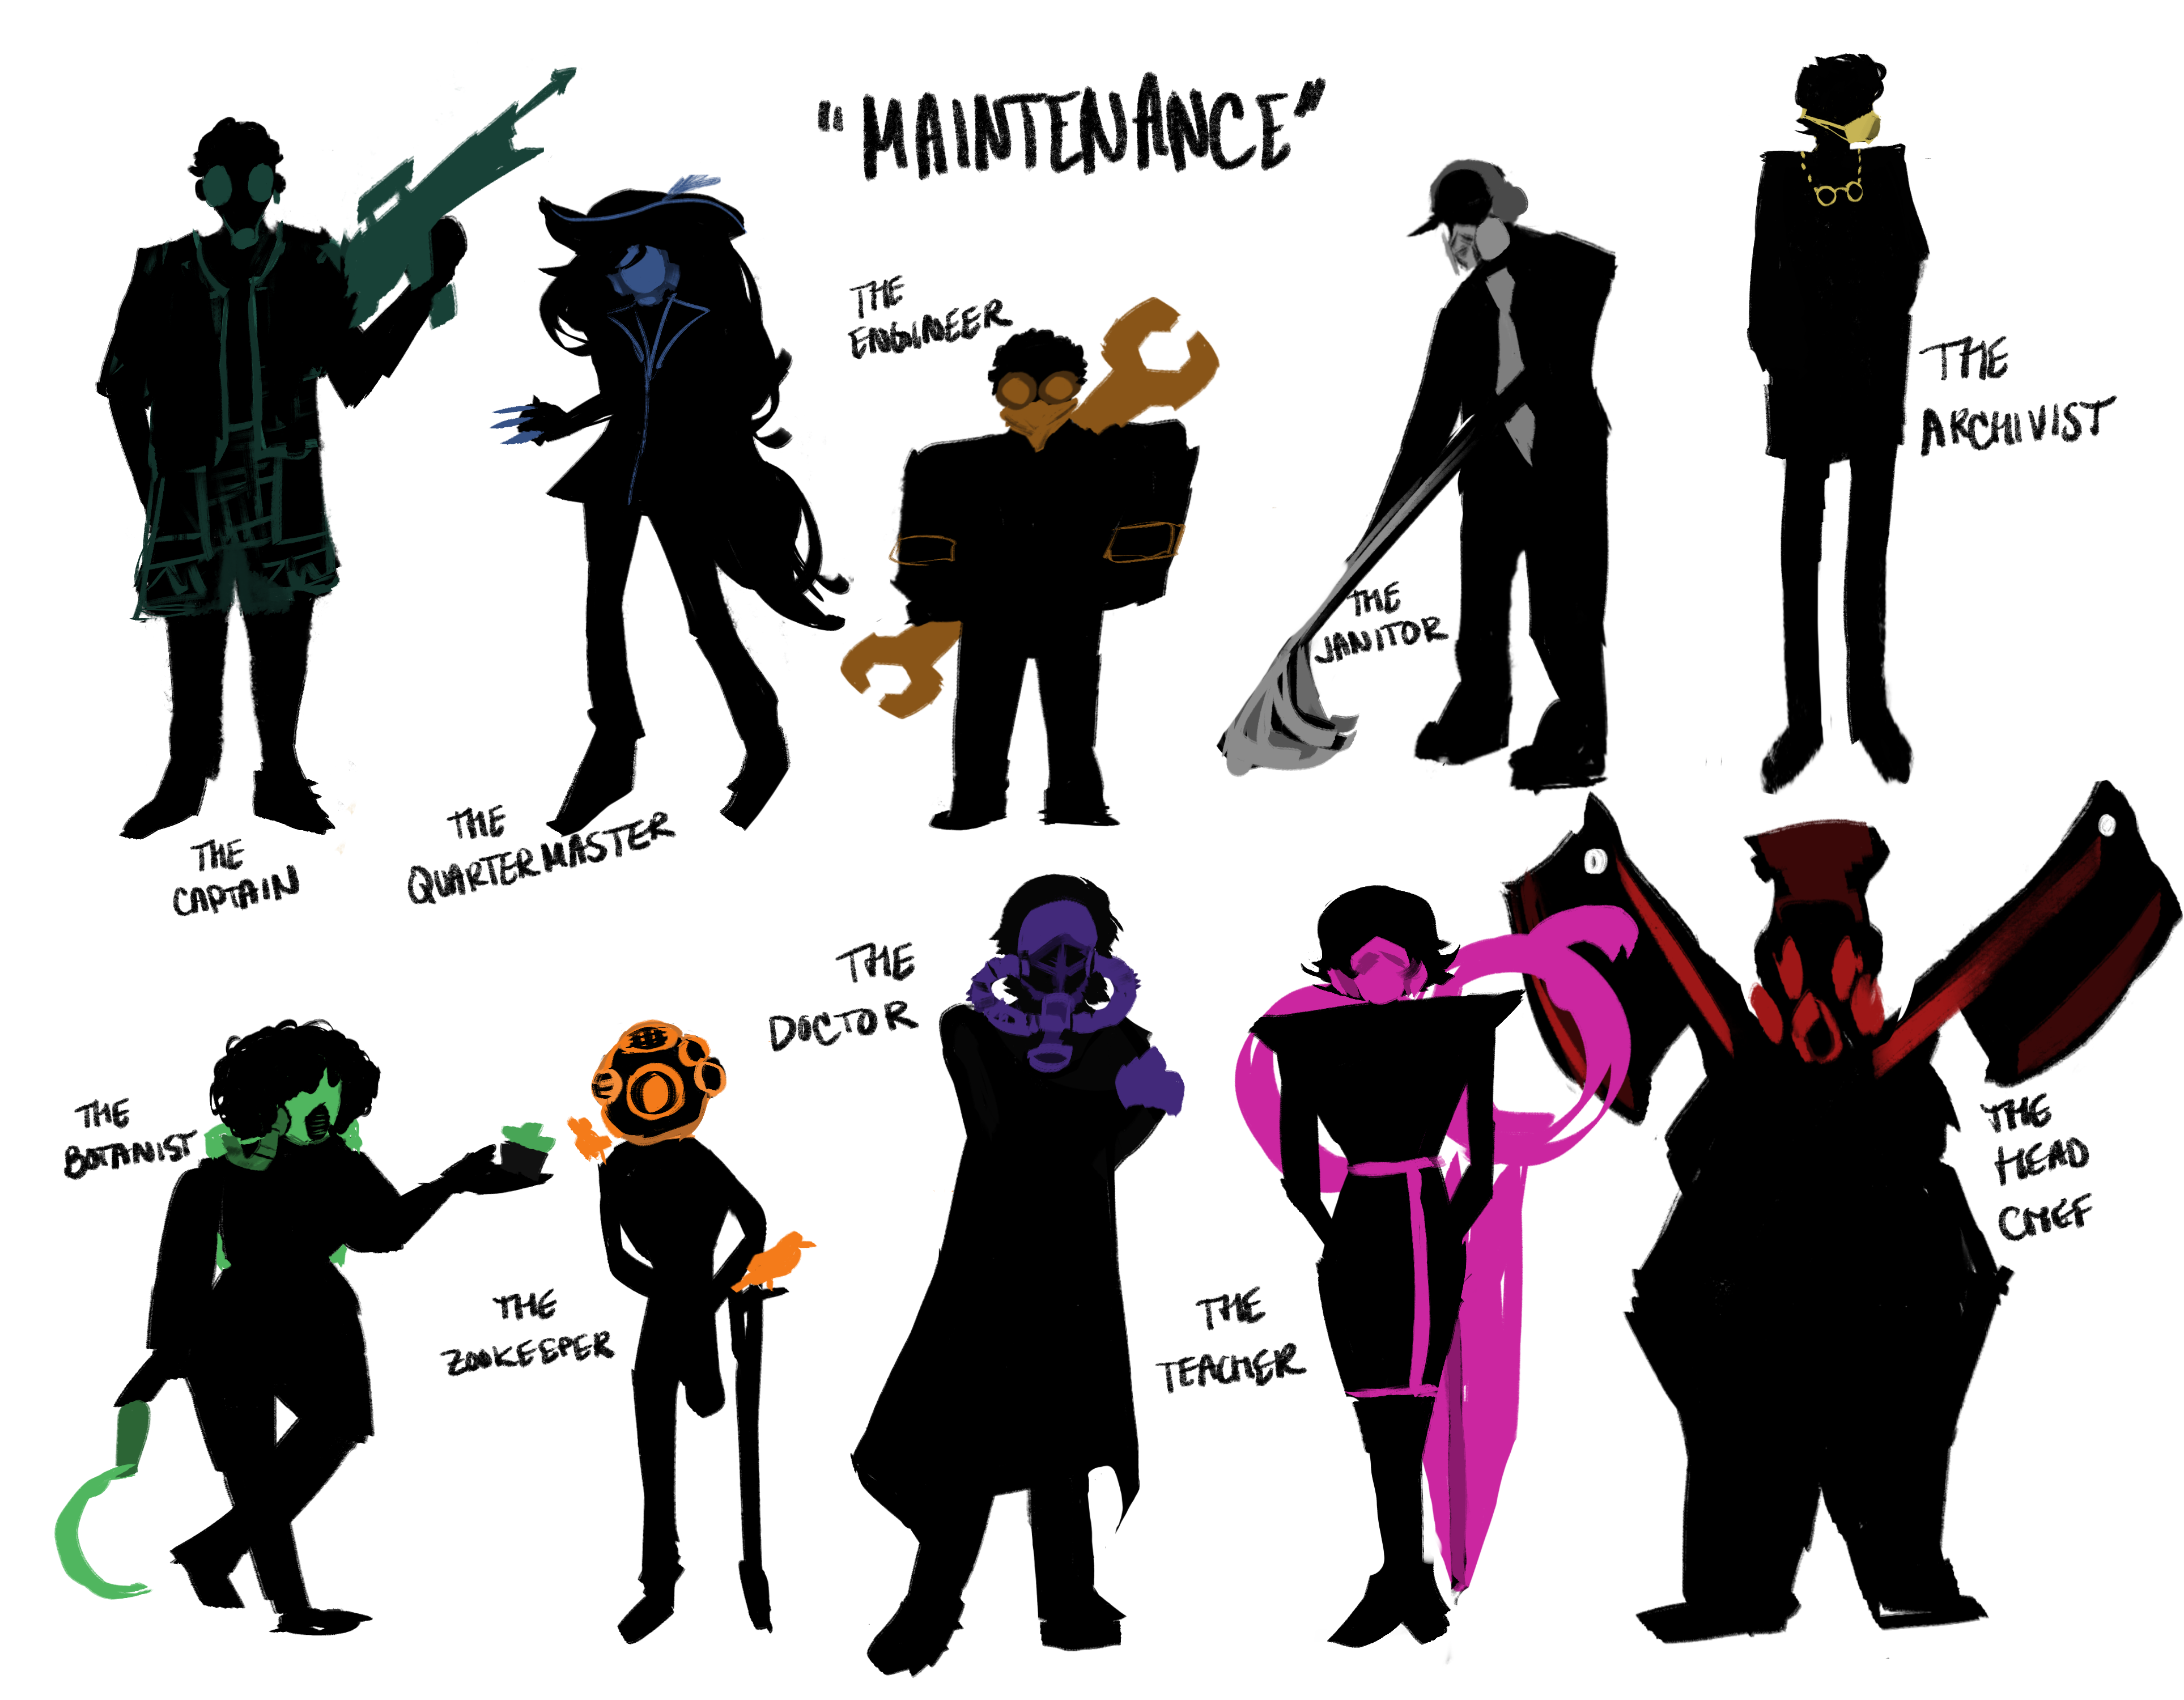 "MAINTENANCE"
THE
ENGINEER
THE
ARCHIVIST
THE
JANITOR
THE
CAPTAIN
THE
QUARTERMASTER
THE
DOCTOR
THE
BOTANIST
THE
HEAD
CHEF
THE
ZOOKEEPER
THE
TEACHER